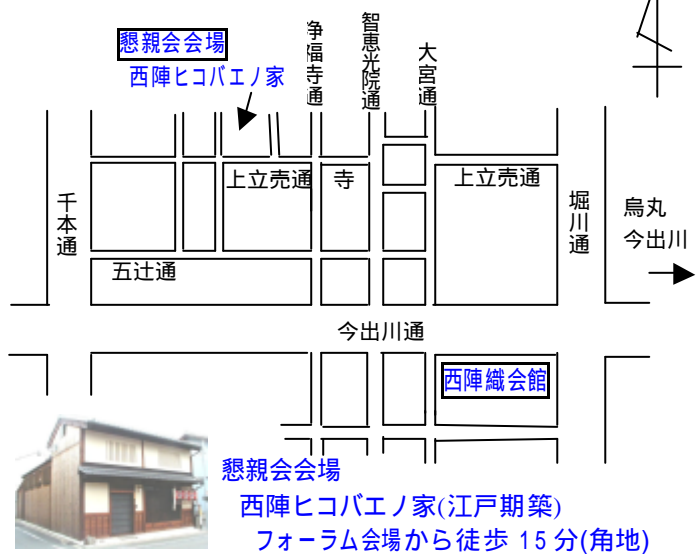 懇親会会場
西陣ヒコバエノ家
浄福寺通
智恵光院通
大宮通
千本通
上立売通
寺
上立売通
堀川通
烏丸
今出川
五辻通
今出川通
西陣織会館
懇親会会場
西陣ヒコバエノ家(江戸期築)
フォーラム会場から徒歩 15 分(角地)